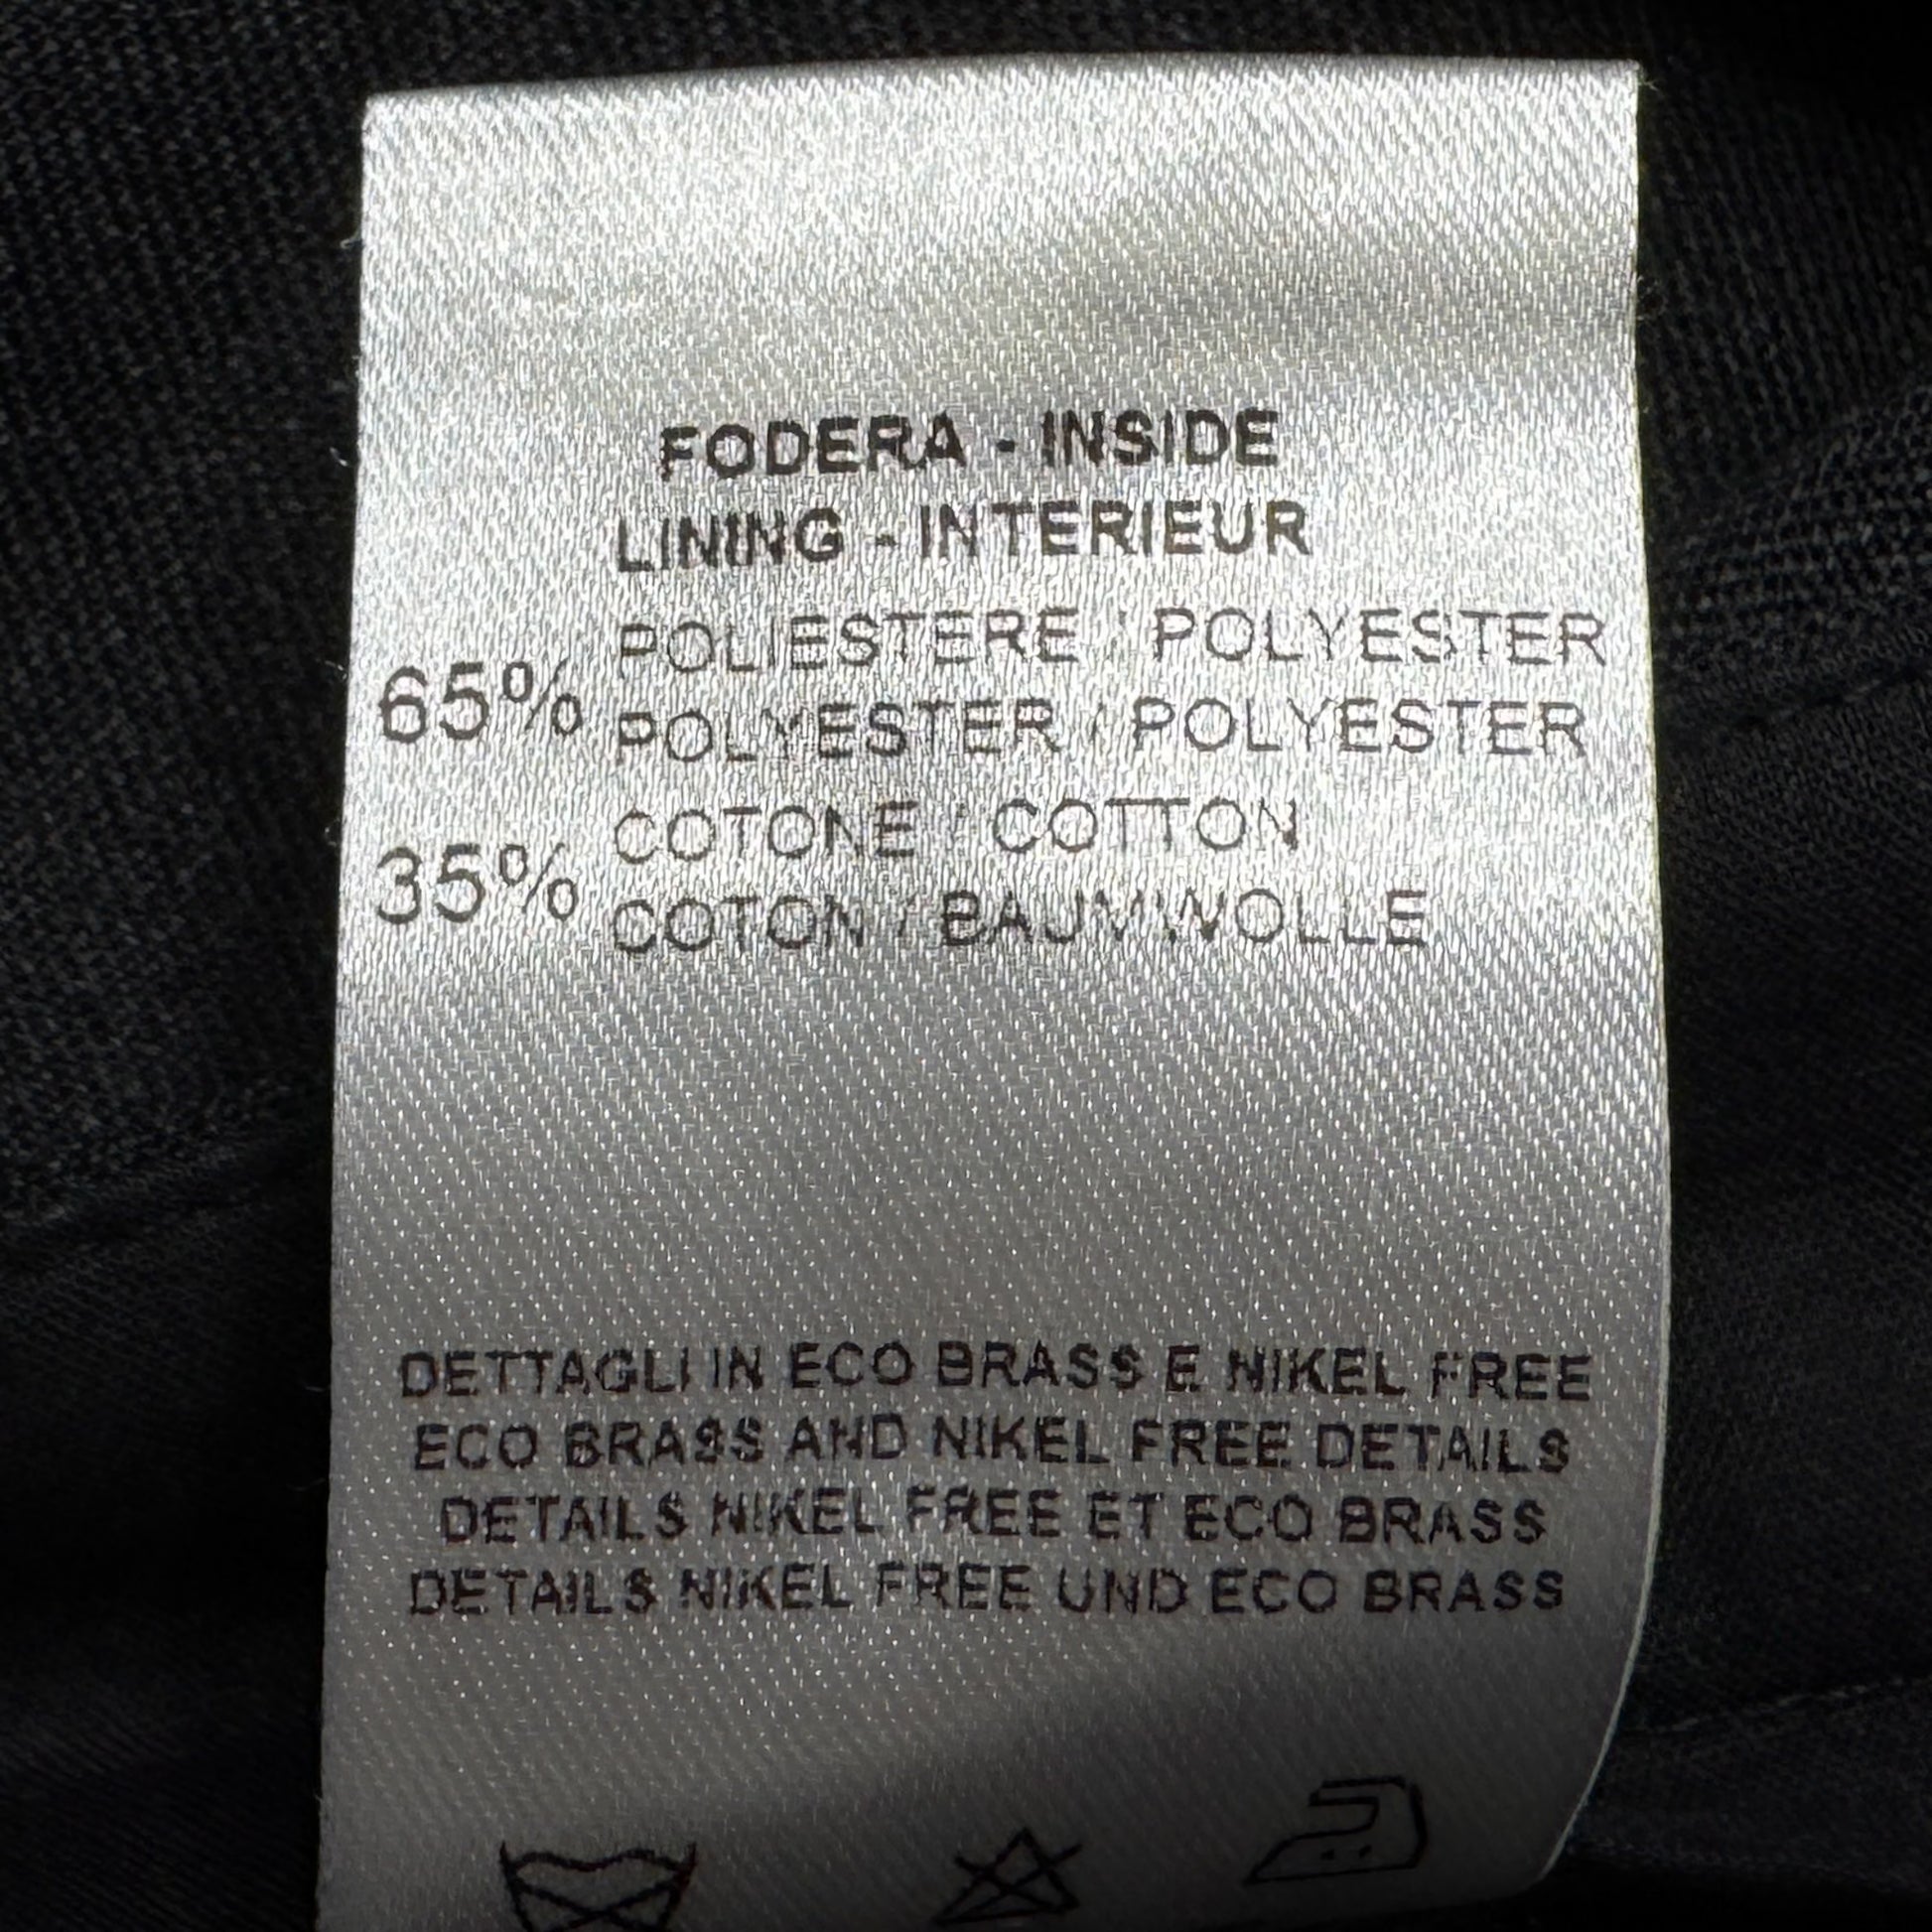 FODERA - INSIDE
LINING - INTERIEUR
65% POLIESTERE / POLYESTER
POLYESTER / POLYESTER
35% COTONE / COTTON
COTON / BAUMWOLLE
DETTAGLI IN ECO BRASS E NIKEL FREE
ECO BRASS AND NIKEL FREE DETAILS
DETAILS NIKEL FREE ET ECO BRASS
DETAILS NIKEL FREE UND ECO BRASS